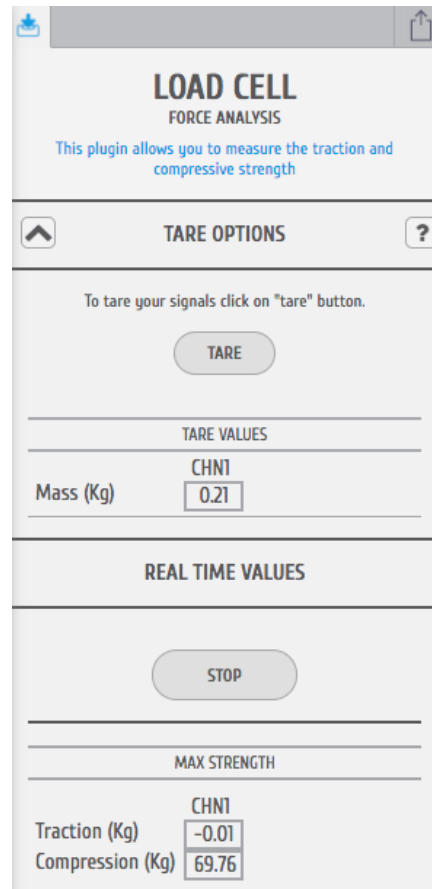 LOAD CELL
FORCE ANALYSIS
This plugin allows you to measure the traction and
compressive strength
TARE OPTIONS
?
To tare your signals click on "tare" button.
TARE
TARE VALUES
CHN1
Mass (Kg) 0.21
REAL TIME VALUES
STOP
MAX STRENGTH
CHN1
Traction (Kg) -0.01
Compression (Kg) 69.76